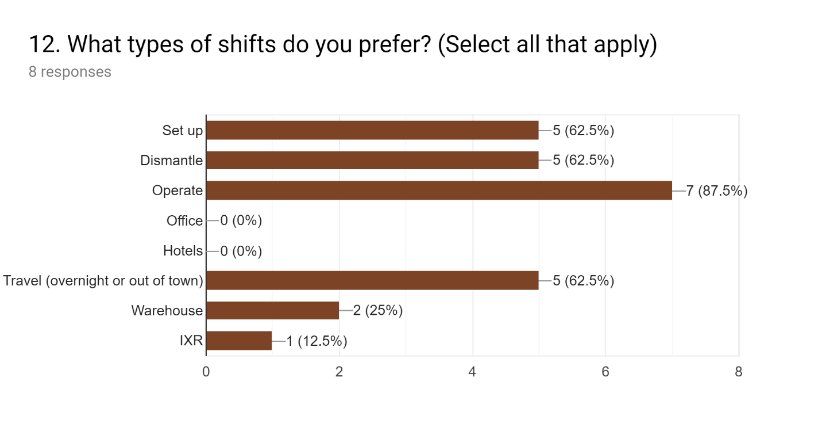 12. What types of shifts do you prefer? (Select all that apply)
8 responses
Set up 5 (62.5%)
Dismantle 5 (62.5%)
Operate 7 (87.5%)
Office 0 (0%)
Hotels 0 (0%)
Travel (overnight or out of town) 5 (62.5%)
Warehouse 2 (25%)
IXR 1 (12.5%)
0 2 4 6 8